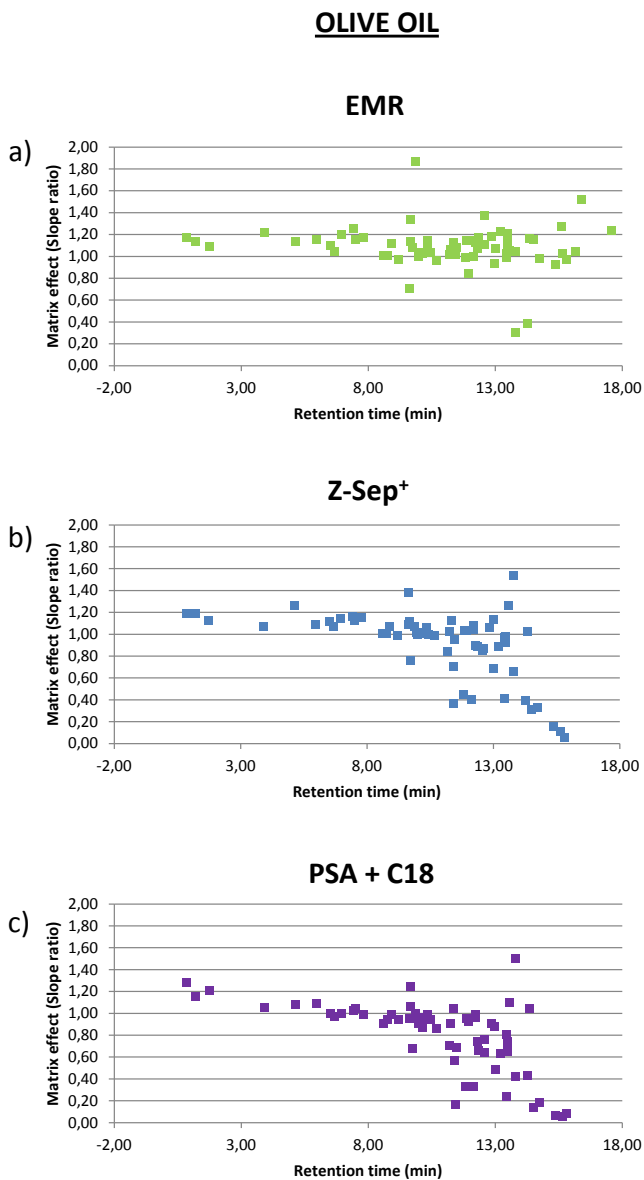 OLIVE OIL
EMR
a)
Matrix effect (Slope ratio)
2,00
1,80
1,60
1,40
1,20
1,00
0,80
0,60
0,40
0,20
0,00
-2,00 3,00 8,00 13,00 18,00
Retention time (min)
Z-Sep⁺
b)
Matrix effect (Slope ratio)
2,00
1,80
1,60
1,40
1,20
1,00
0,80
0,60
0,40
0,20
0,00
-2,00 3,00 8,00 13,00 18,00
Retention time (min)
PSA + C18
c)
Matrix effect (Slope ratio)
2,00
1,80
1,60
1,40
1,20
1,00
0,80
0,60
0,40
0,20
0,00
-2,00 3,00 8,00 13,00 18,00
Retention time (min)